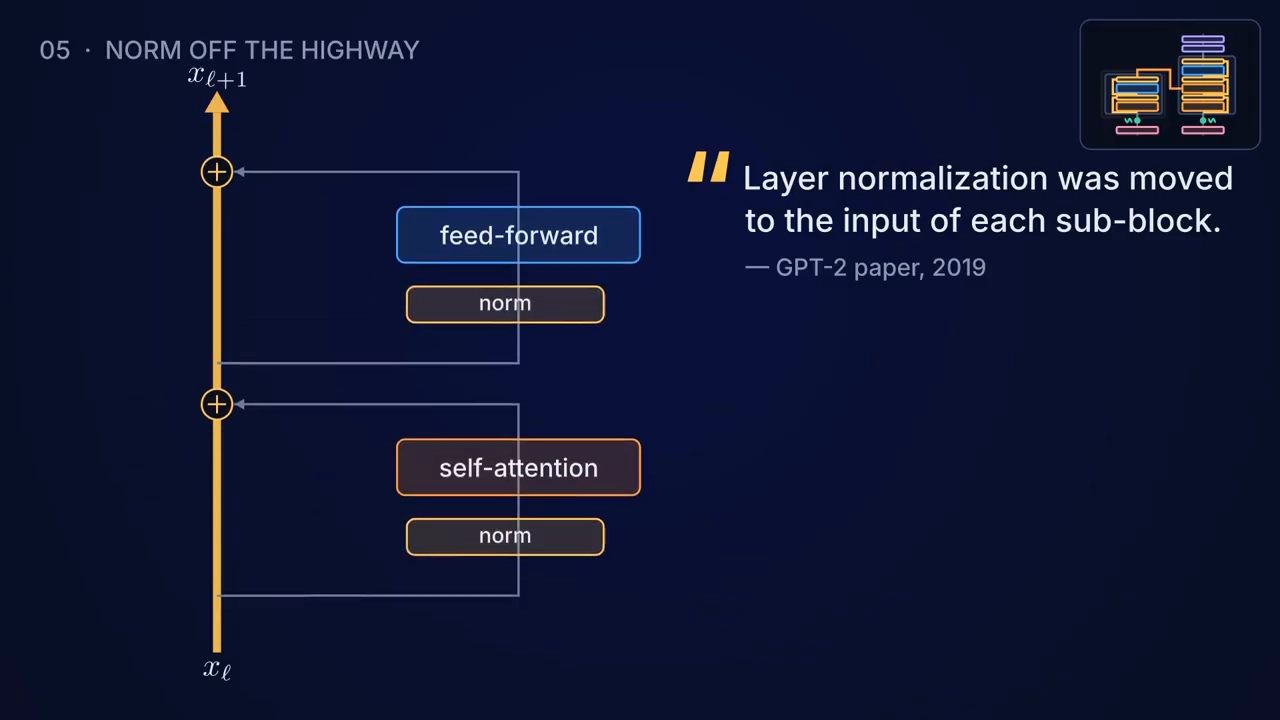 05 · NORM OFF THE HIGHWAY
xℓ+1
feed-forward
norm
self-attention
norm
xℓ
" Layer normalization was moved
to the input of each sub-block.
— GPT-2 paper, 2019